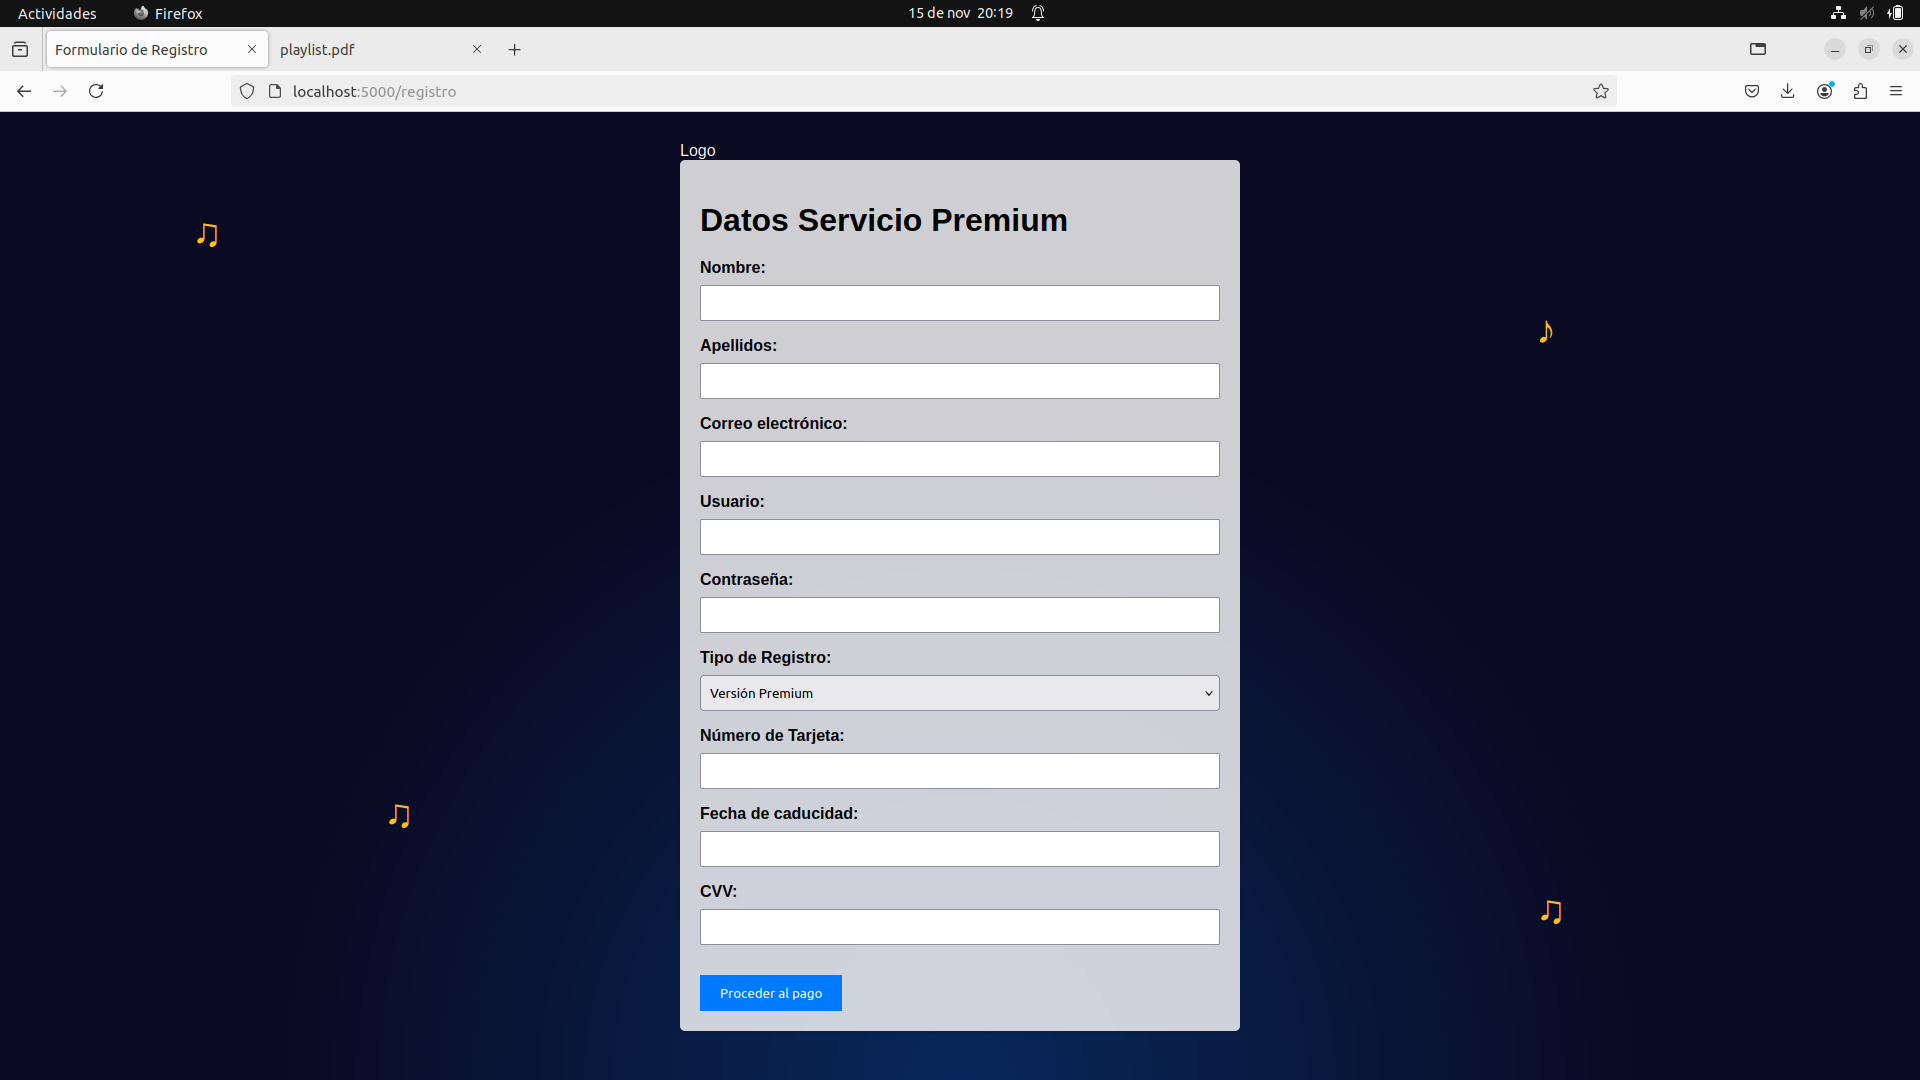 Actividades
Firefox
15 de nov 20:19
Formulario de Registro
playlist.pdf
localhost:5000/registro
Logo
Datos Servicio Premium
Nombre:
Apellidos:
Correo electrónico:
Usuario:
Contraseña:
Tipo de Registro:
Versión Premium
Número de Tarjeta:
Fecha de caducidad:
CVV:
Proceder al pago